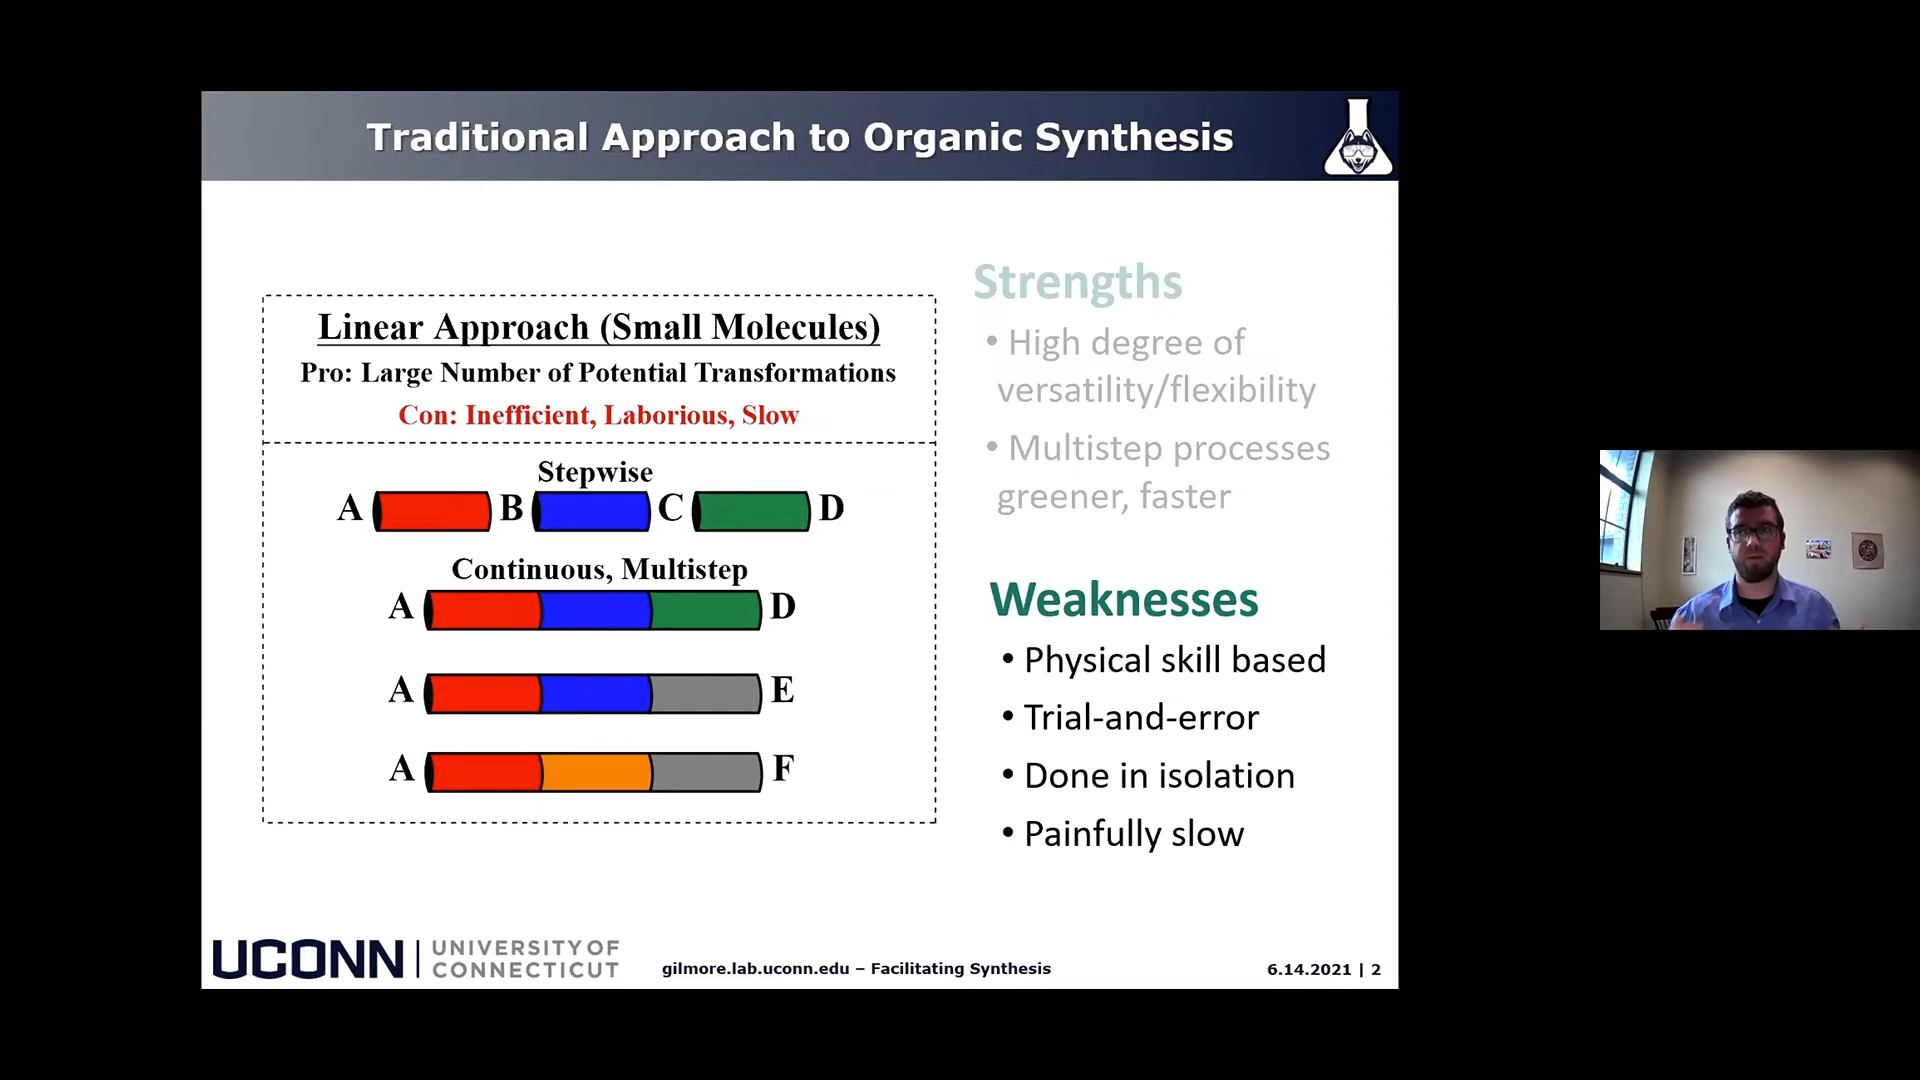 Traditional Approach to Organic Synthesis
Linear Approach (Small Molecules)
Pro: Large Number of Potential Transformations
Con: Inefficient, Laborious, Slow
Stepwise
A B C D
Continuous, Multistep
A D
A E
A F
Strengths
• High degree of
versatility/flexibility
• Multistep processes
greener, faster
Weaknesses
• Physical skill based
• Trial-and-error
• Done in isolation
• Painfully slow
UCONN | UNIVERSITY OF
CONNECTICUT
gilmore.lab.uconn.edu – Facilitating Synthesis
6.14.2021 | 2